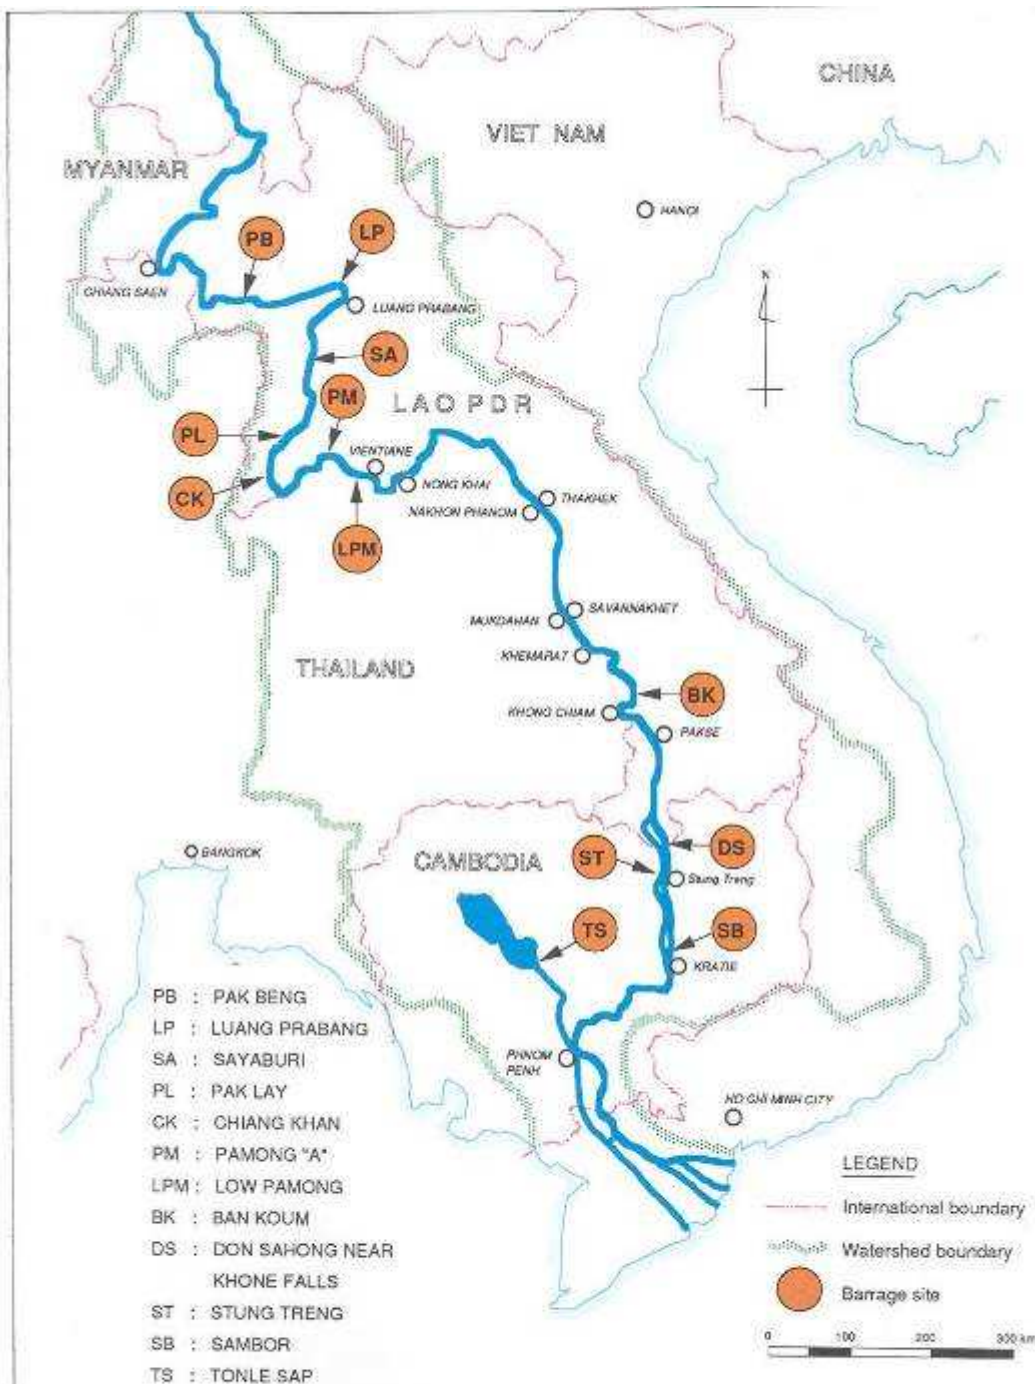 CHINA
VIET NAM
MYANMAR
HANOI
PB
LP
N
CHIANG SAEN
LUANG PRABANG
SA
PM
LAO PDR
PL
VIENTIANE
CK
NONG KHAI
THAKHEK
NAKHON PHANOM
LPM
SAVANNAKHET
MUKDAHAN
KHEMARAT
THAILAND
BK
KHONG CHIAM
PAKSE
BANGKOK
CAMBODIA
ST
DS
Stung Treng
TS
SB
KRATIE
PB : PAK BENG
LP : LUANG PRABANG
SA : SAYABURI
PL : PAK LAY
CK : CHIANG KHAN
PM : PAMONG "A"
LPM : LOW PAMONG
BK : BAN KOUM
DS : DON SAHONG NEAR
KHONE FALLS
ST : STUNG TRENG
SB : SAMBOR
TS : TONLE SAP
PHNOM
PENH
HO CHI MINH CITY
LEGEND
International boundary
Watershed boundary
Barrage site
0 100 200 300 km